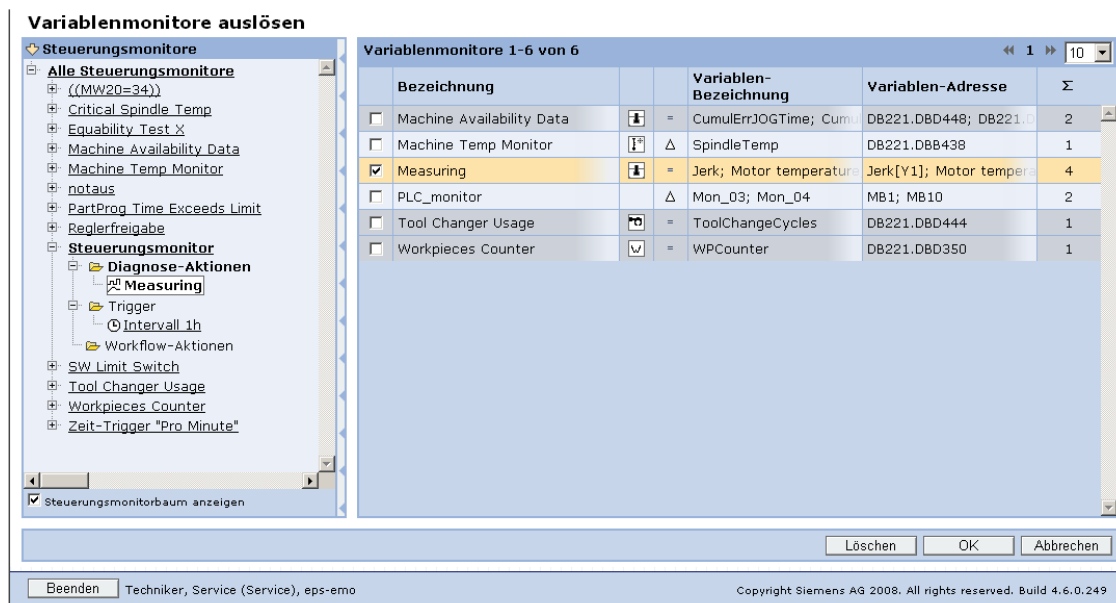 Variablenmonitore auslösen
Steuerungsmonitore
Alle Steuerungsmonitore
((MW20=34))
Critical Spindle Temp
Equability Test X
Machine Availability Data
Machine Temp Monitor
notaus
PartProg Time Exceeds Limit
Reglerfreigabe
Steuerungsmonitor
Diagnose-Aktionen
Measuring
Trigger
Intervall 1h
Workflow-Aktionen
SW Limit Switch
Tool Changer Usage
Workpieces Counter
Zeit-Trigger "Pro Minute"
Steuerungsmonitorbaum anzeigen
Variablenmonitore 1-6 von 6 1 10
Bezeichnung Variablen-Bezeichnung Variablen-Adresse Σ
Machine Availability Data = CumulErrJOGTime; Cumul DB221.DBD448; DB221.D 2
Machine Temp Monitor Δ SpindleTemp DB221.DBB438 1
Measuring = Jerk; Motor temperature Jerk[Y1]; Motor tempera 4
PLC_monitor Δ Mon_03; Mon_04 MB1; MB10 2
Tool Changer Usage = ToolChangeCycles DB221.DBD444 1
Workpieces Counter = WPCounter DB221.DBD350 1
Löschen OK Abbrechen
Beenden Techniker, Service (Service), eps-emo Copyright Siemens AG 2008. All rights reserved. Build 4.6.0.249